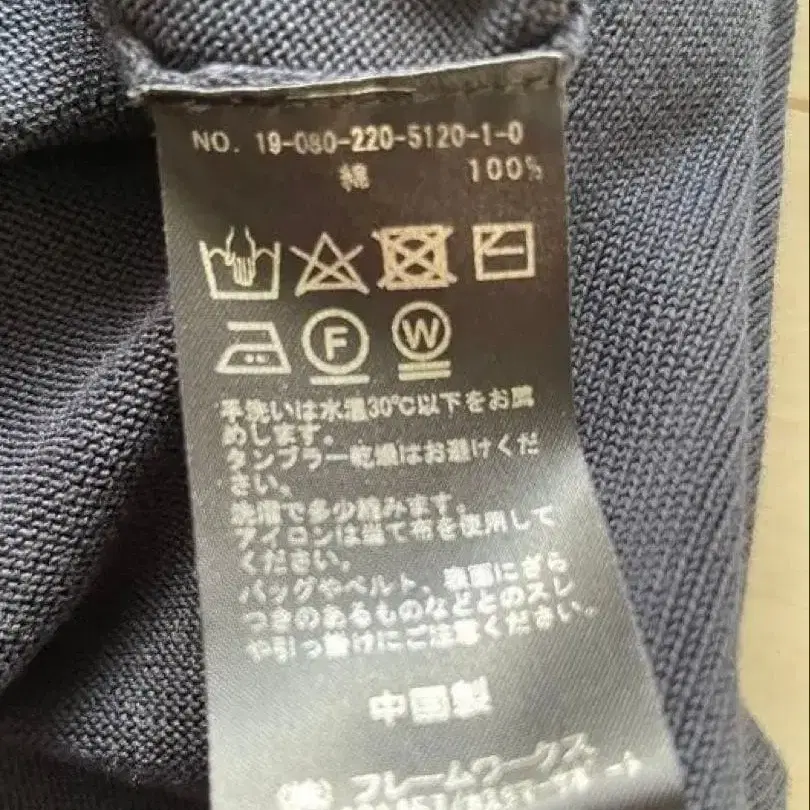 NO. 19-080-220-5120-1-0
綿 100%
F W
手洗いは水温30℃以下をお薦
めします。
タンブラー乾燥はお避けくだ
さい。
洗濯で多少縮みます。
アイロンは当て布を使用して
ください。
バッグやベルト、表面にざら
つきのあるものなどとのスレ
や引っ掛けにご注意ください。
中国製
(株) フレームワークス